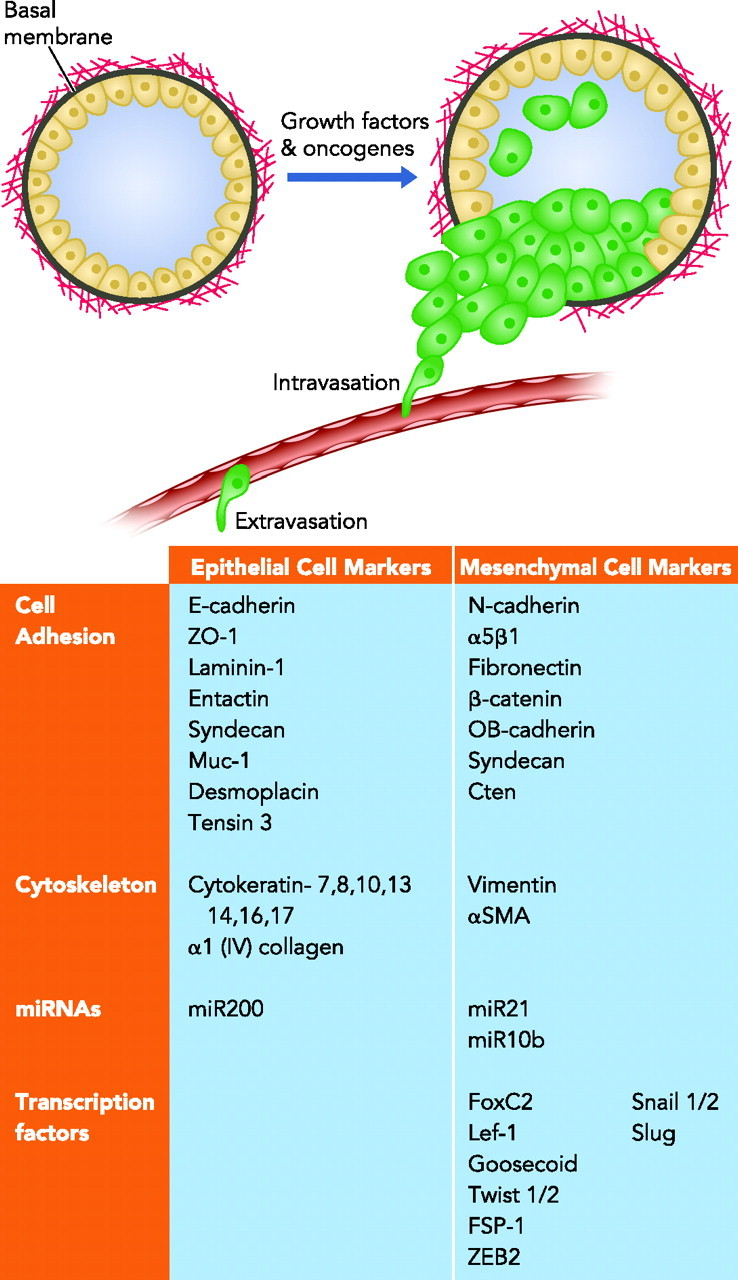 Basal
membrane
Growth factors
& oncogenes
Intravasation
Extravasation
Epithelial Cell Markers
Mesenchymal Cell Markers
Cell
Adhesion
E-cadherin
ZO-1
Laminin-1
Entactin
Syndecan
Muc-1
Desmoplacin
Tensin 3
N-cadherin
α5β1
Fibronectin
β-catenin
OB-cadherin
Syndecan
Cten
Cytoskeleton
Cytokeratin- 7,8,10,13
14,16,17
α1 (IV) collagen
Vimentin
αSMA
miRNAs
miR200
miR21
miR10b
Transcription
factors
FoxC2
Lef-1
Goosecoid
Twist 1/2
FSP-1
ZEB2
Snail 1/2
Slug